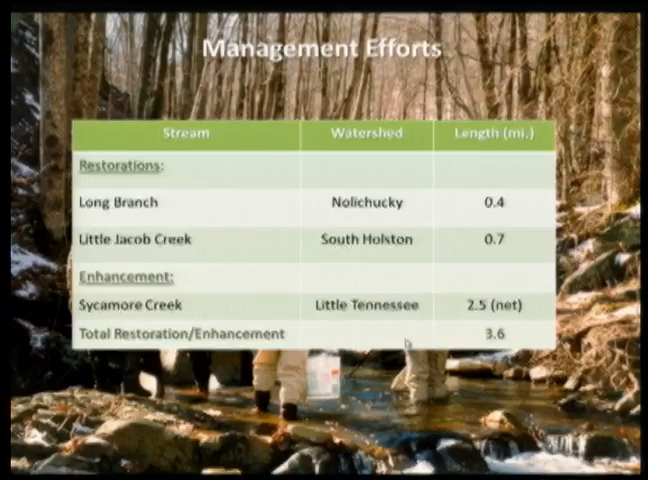 Management Efforts
Stream Watershed Length (mi.)
Restorations:
Long Branch Nolichucky 0.4
Little Jacob Creek South Holston 0.7
Enhancement:
Sycamore Creek Little Tennessee 2.5 (net)
Total Restoration/Enhancement 3.6